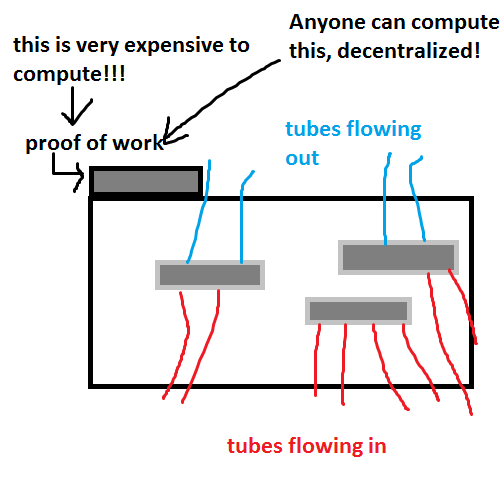 this is very expensive to
compute!!!
Anyone can compute
this, decentralized!
proof of work
tubes flowing
out
tubes flowing in